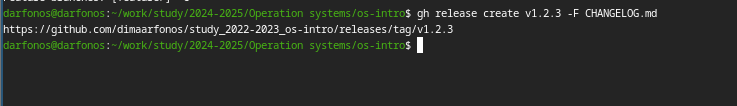 darfonos@darfonos:~/work/study/2024-2025/Operation systems/os-intro$ gh release create v1.2.3 -F CHANGELOG.md
https://github.com/dimaarfonos/study_2022-2023_os-intro/releases/tag/v1.2.3
darfonos@darfonos:~/work/study/2024-2025/Operation systems/os-intro$